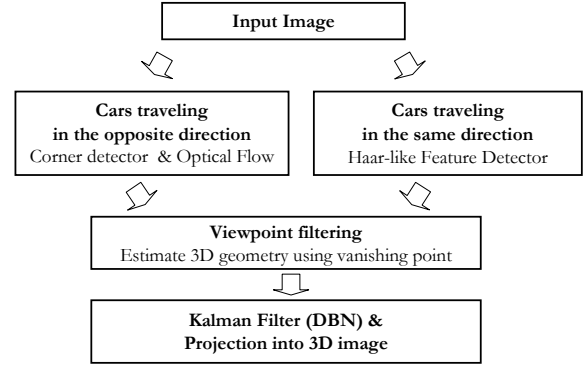 Input Image
Cars traveling
in the opposite direction
Corner detector & Optical Flow
Cars traveling
in the same direction
Haar-like Feature Detector
Viewpoint filtering
Estimate 3D geometry using vanishing point
Kalman Filter (DBN) &
Projection into 3D image